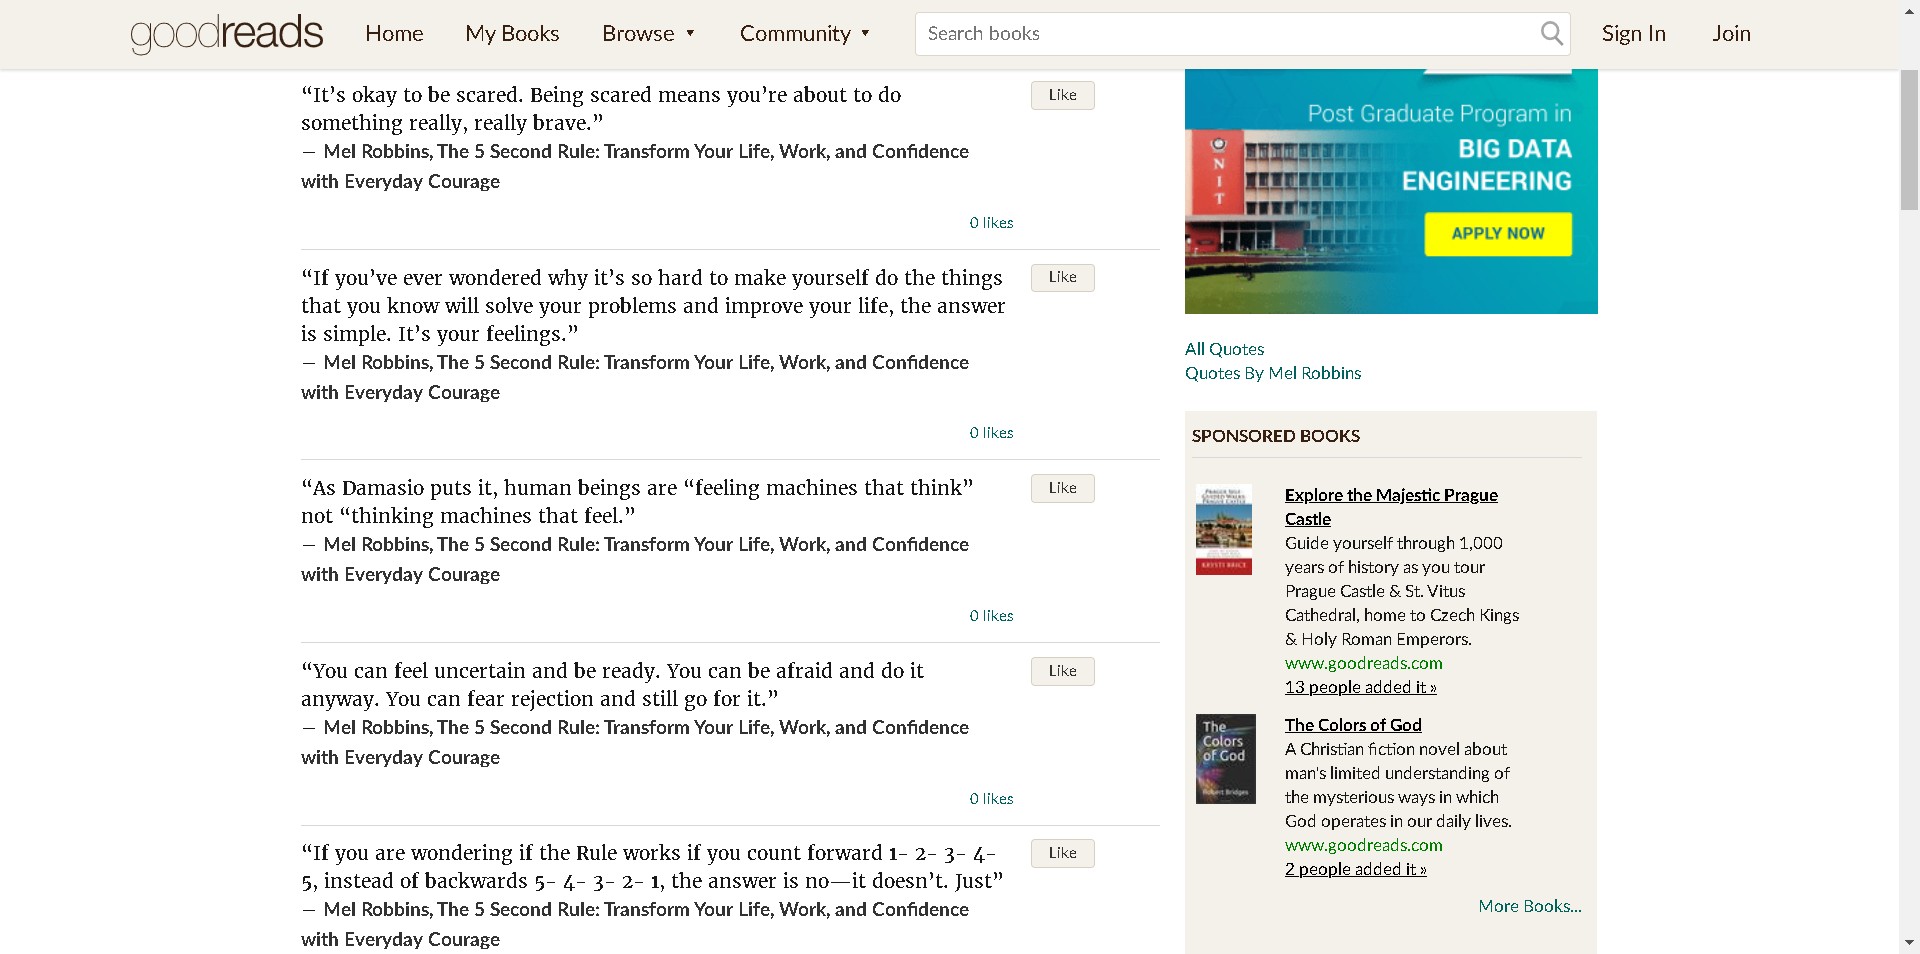 goodreads
Home
My Books
Browse ▾
Community ▾
Search books
Sign In
Join
“It’s okay to be scared. Being scared means you’re about to do
something really, really brave.”
― Mel Robbins, The 5 Second Rule: Transform Your Life, Work, and Confidence
with Everyday Courage
Like
0 likes
“If you’ve ever wondered why it’s so hard to make yourself do the things
that you know will solve your problems and improve your life, the answer
is simple. It’s your feelings.”
― Mel Robbins, The 5 Second Rule: Transform Your Life, Work, and Confidence
with Everyday Courage
Like
0 likes
“As Damasio puts it, human beings are “feeling machines that think”
not “thinking machines that feel.”
― Mel Robbins, The 5 Second Rule: Transform Your Life, Work, and Confidence
with Everyday Courage
Like
0 likes
“You can feel uncertain and be ready. You can be afraid and do it
anyway. You can fear rejection and still go for it.”
― Mel Robbins, The 5 Second Rule: Transform Your Life, Work, and Confidence
with Everyday Courage
Like
0 likes
“If you are wondering if the Rule works if you count forward 1- 2- 3- 4-
5, instead of backwards 5- 4- 3- 2- 1, the answer is no—it doesn’t. Just”
― Mel Robbins, The 5 Second Rule: Transform Your Life, Work, and Confidence
with Everyday Courage
Like
Post Graduate Program in
BIG DATA
ENGINEERING
APPLY NOW
N
I
T
All Quotes
Quotes By Mel Robbins
SPONSORED BOOKS
PRAGUE SELF-
GUIDED WALKS:
PRAGUE CASTLE
KRYSTI BRICE
Explore the Majestic Prague
Castle
Guide yourself through 1,000
years of history as you tour
Prague Castle & St. Vitus
Cathedral, home to Czech Kings
& Holy Roman Emperors.
www.goodreads.com
13 people added it »
The
Colors
of God
Robert Bridges
The Colors of God
A Christian fiction novel about
man's limited understanding of
the mysterious ways in which
God operates in our daily lives.
www.goodreads.com
2 people added it »
More Books...